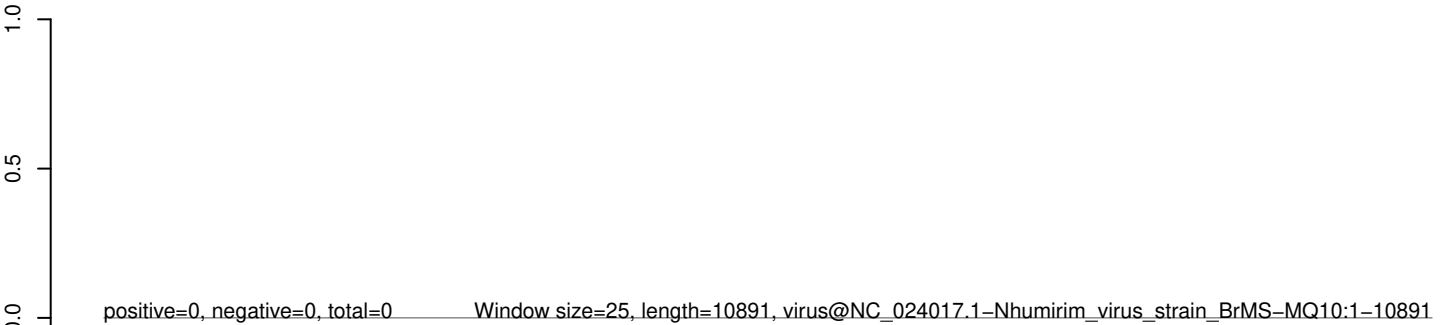 1.0
0.5
0.0
positive=0, negative=0, total=0 Window size=25, length=10891, virus@NC_024017.1−Nhumirim_virus_strain_BrMS−MQ10:1−10891